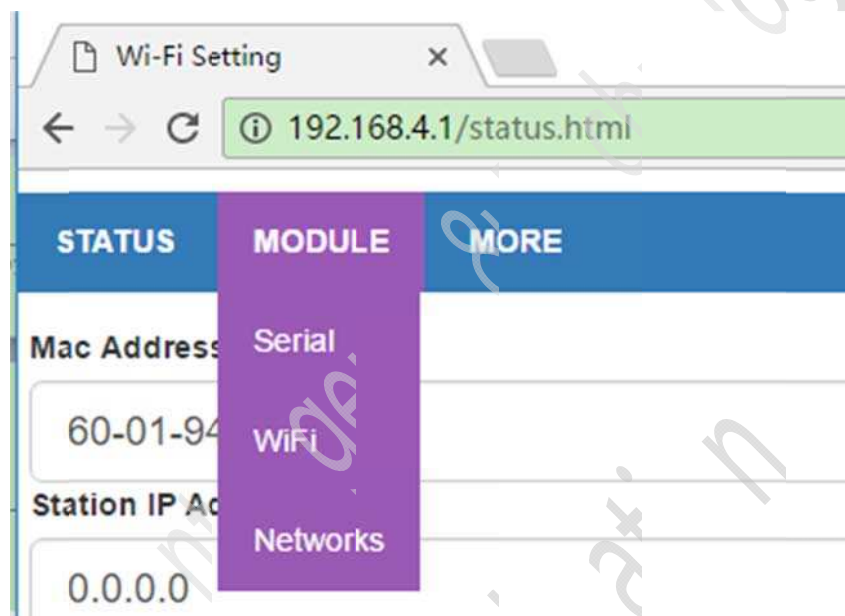 Wi-Fi Setting
192.168.4.1/status.html
STATUS MODULE MORE
Serial
Mac Address
60-01-94
WiFi
Station IP Ad
Networks
0.0.0.0